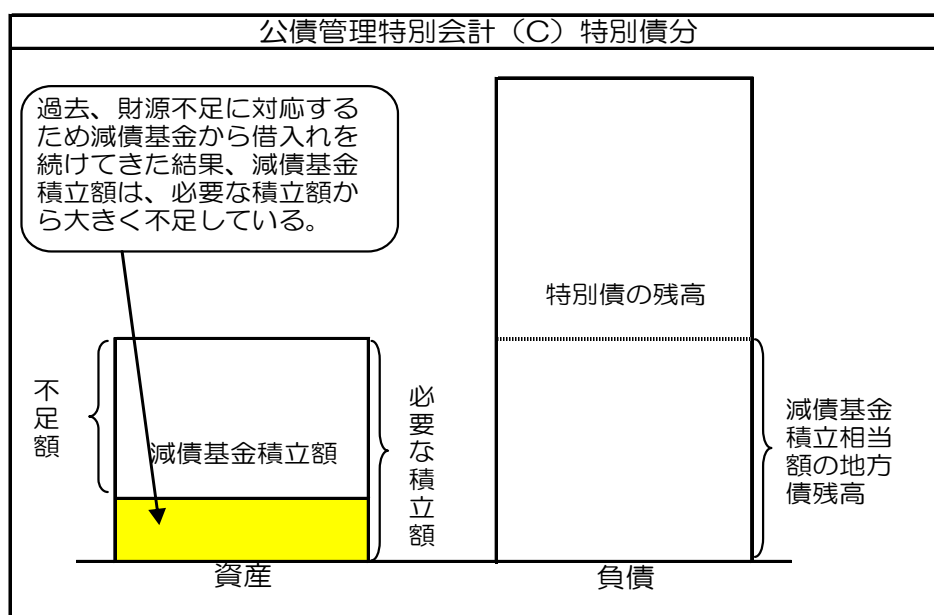 公債管理特別会計（C）特別債分
過去、財源不足に対応する
ため減債基金から借入れを
続けてきた結果、減債基金
積立額は、必要な積立額か
ら大きく不足している。
特別債の残高
不足額
減債基金積立額
必要な積立額
減債基金
積立相当
額の地方
債残高
資産
負債